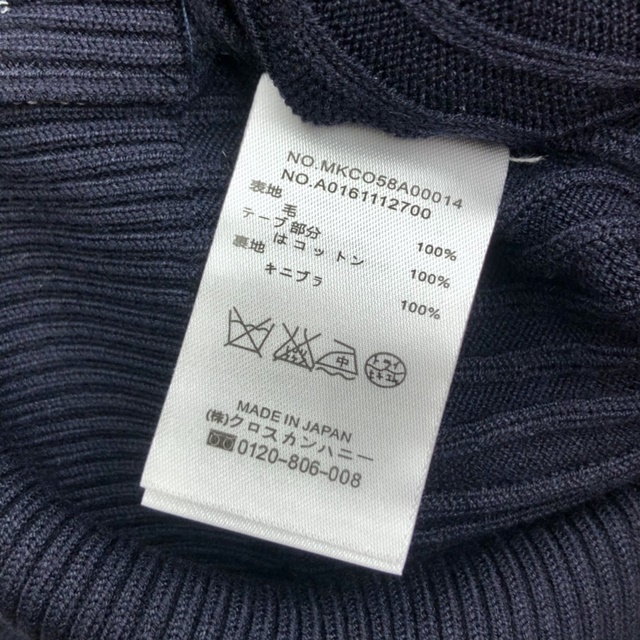 NO.MKCO58A00014
NO.A0161112700
表地
毛 100%
テープ部分
はコットン 100%
裏地
キュプラ 100%
中
MADE IN JAPAN
(株)クロスカンパニー
0120-806-008